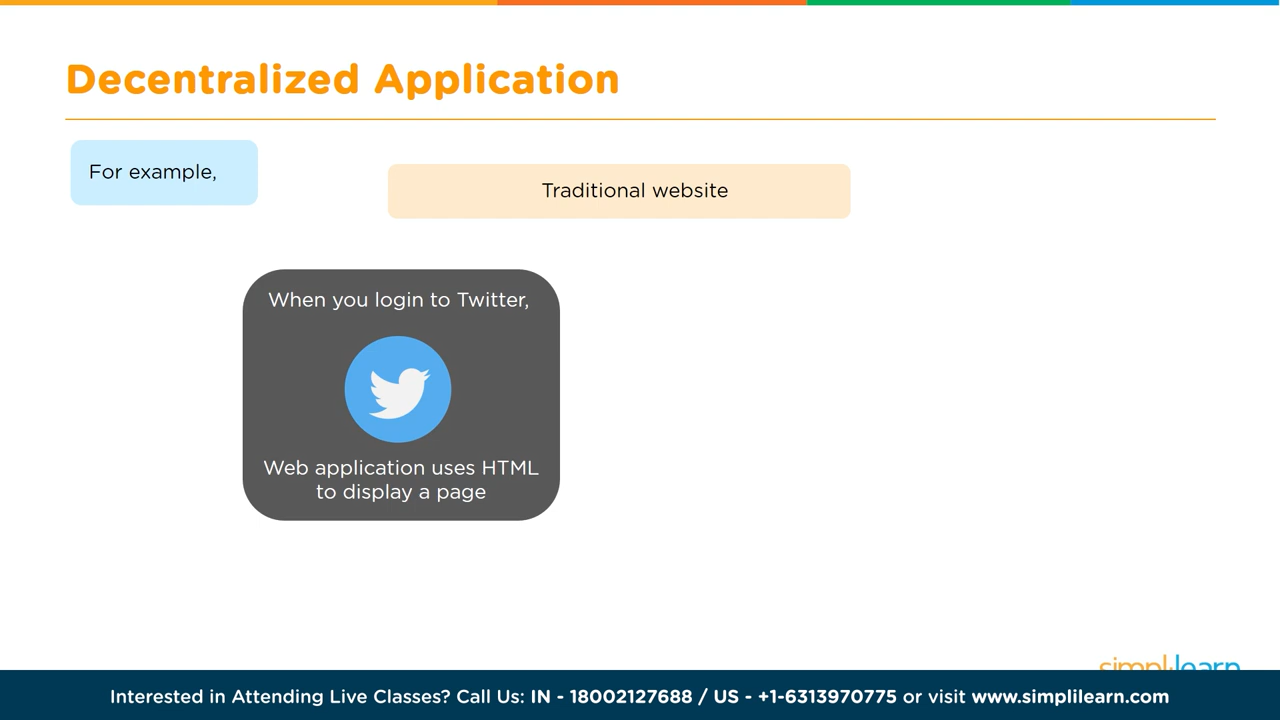 Decentralized Application
For example,
Traditional website
When you login to Twitter,
Web application uses HTML
to display a page
simplilearn
Interested in Attending Live Classes? Call Us: IN - 18002127688 / US - +1-6313970775 or visit www.simplilearn.com